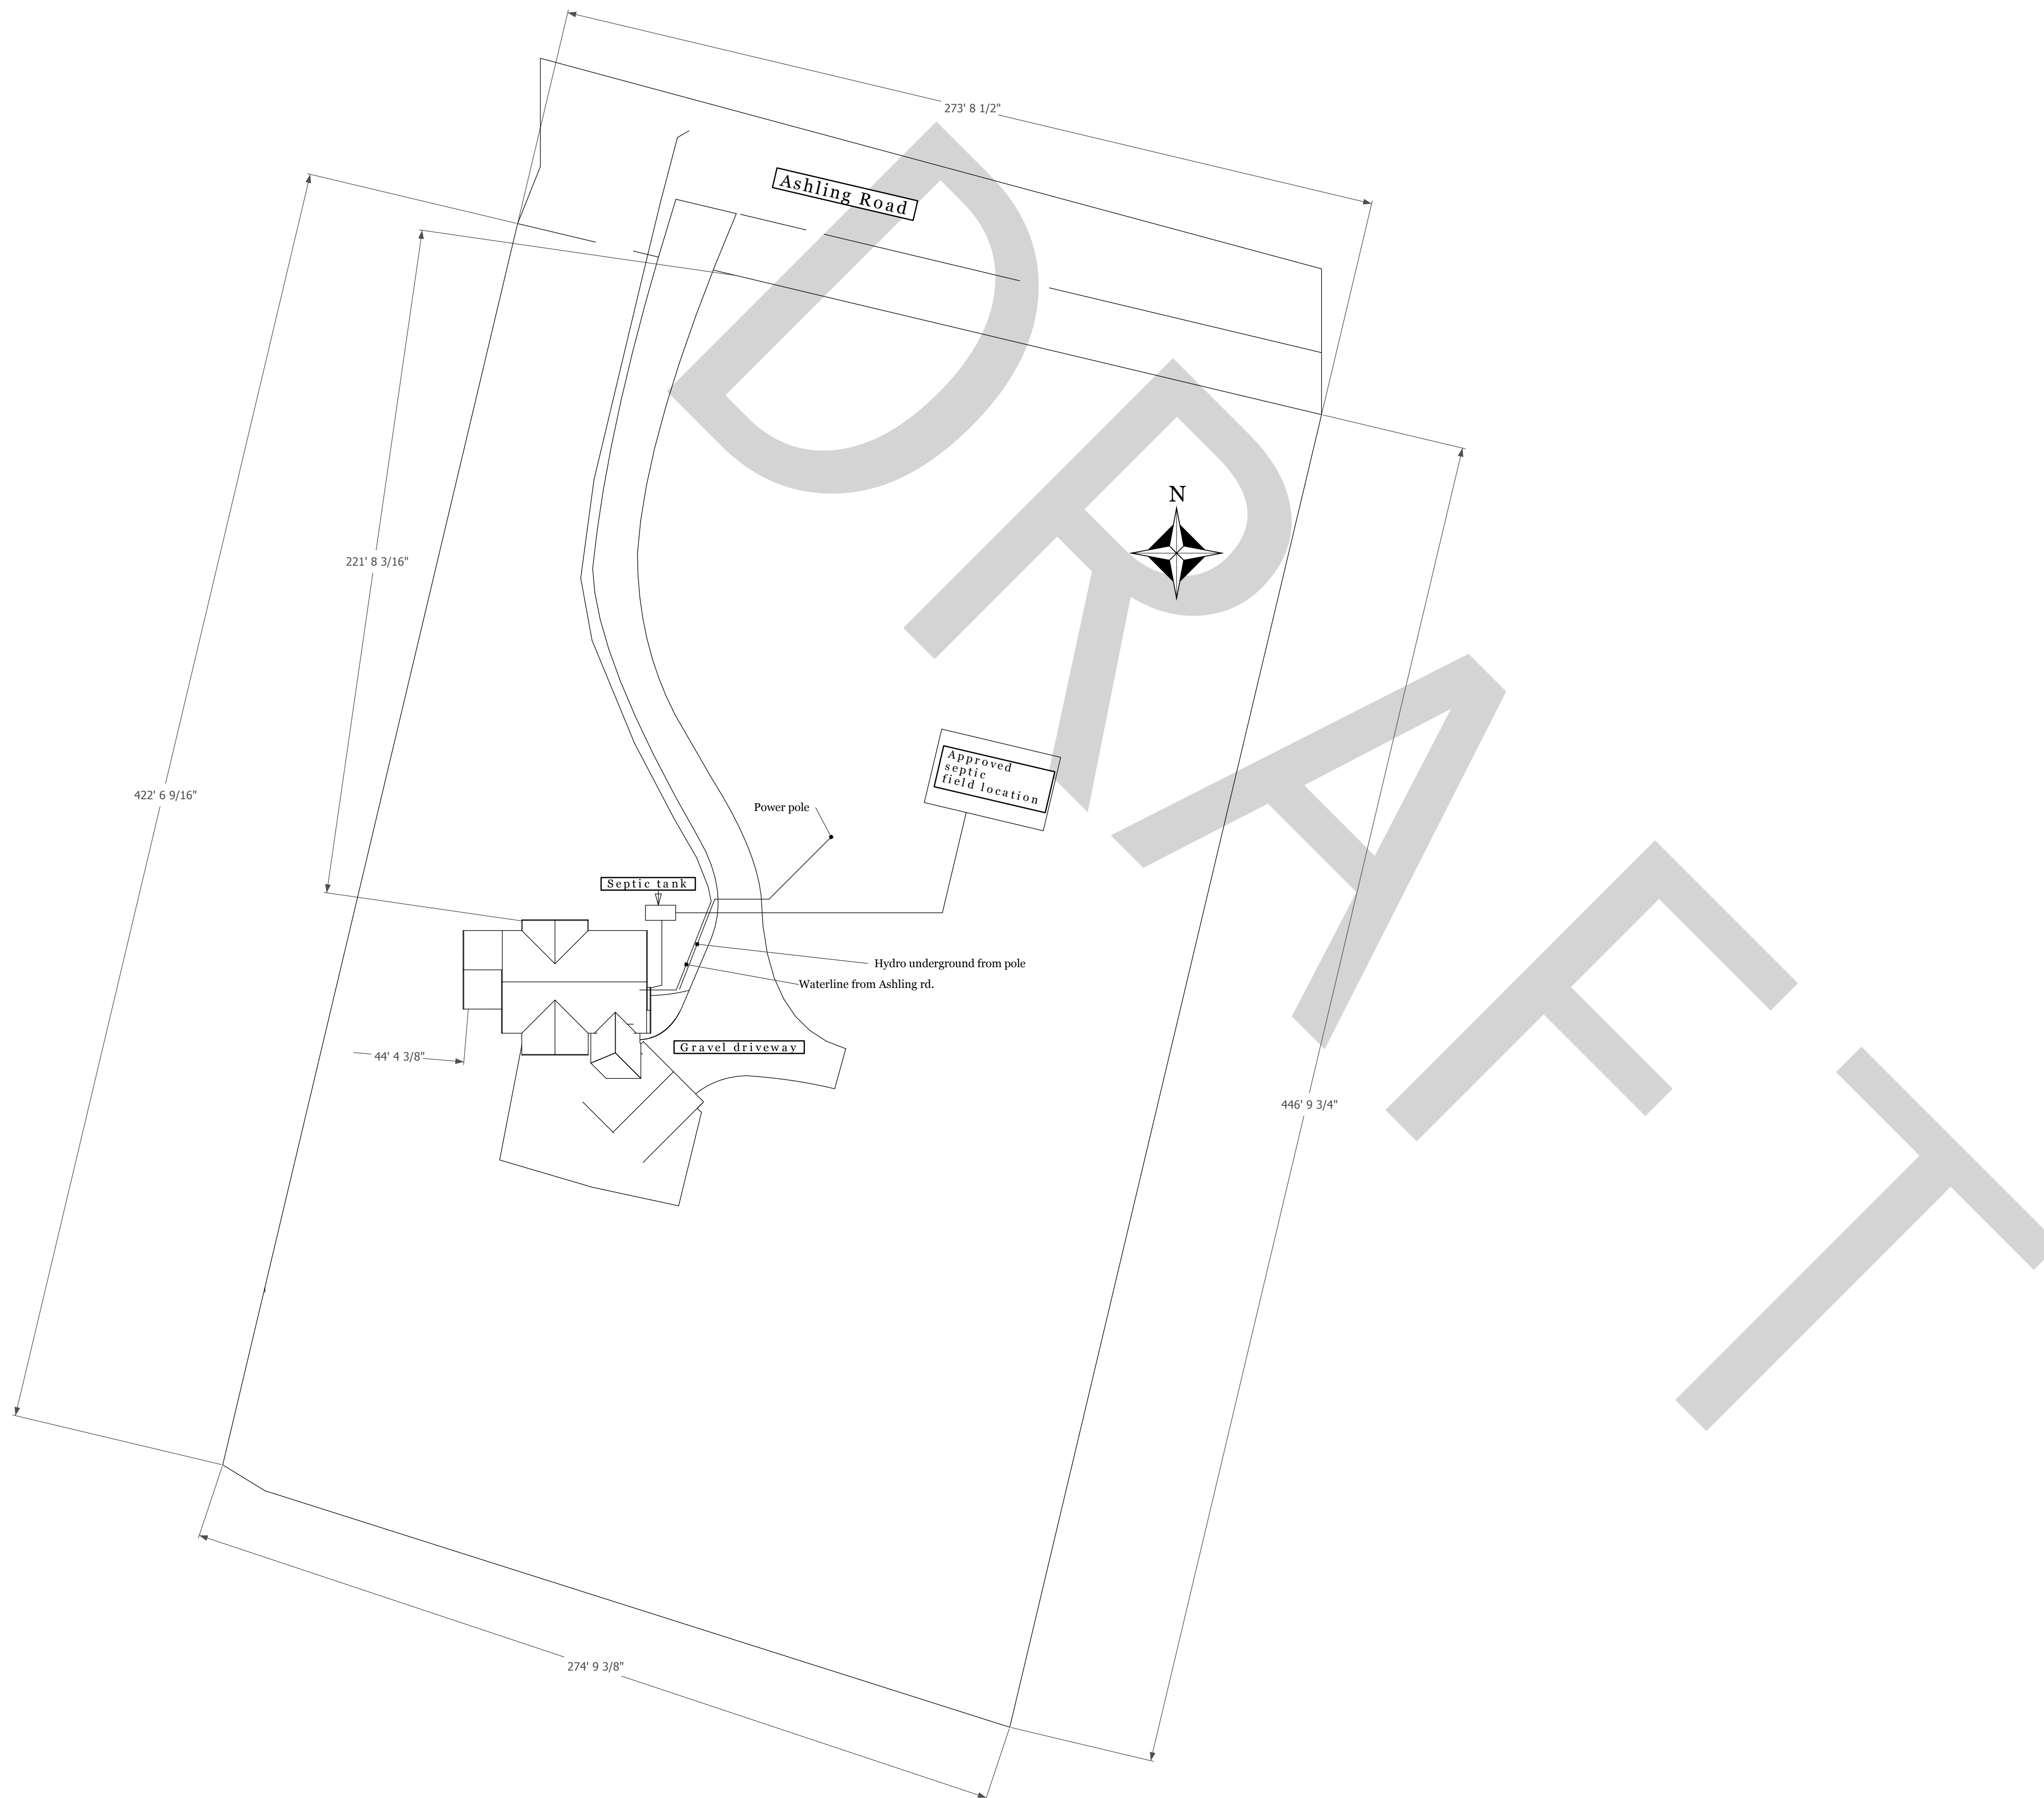 273' 8 1/2"
Ashling Road
N
221' 8 3/16"
422' 6 9/16"
Approved
septic
field location
Power pole
Septic tank
Hydro underground from pole
Waterline from Ashling rd.
Gravel driveway
44' 4 3/8"
446' 9 3/4"
274' 9 3/8"
DRAFT